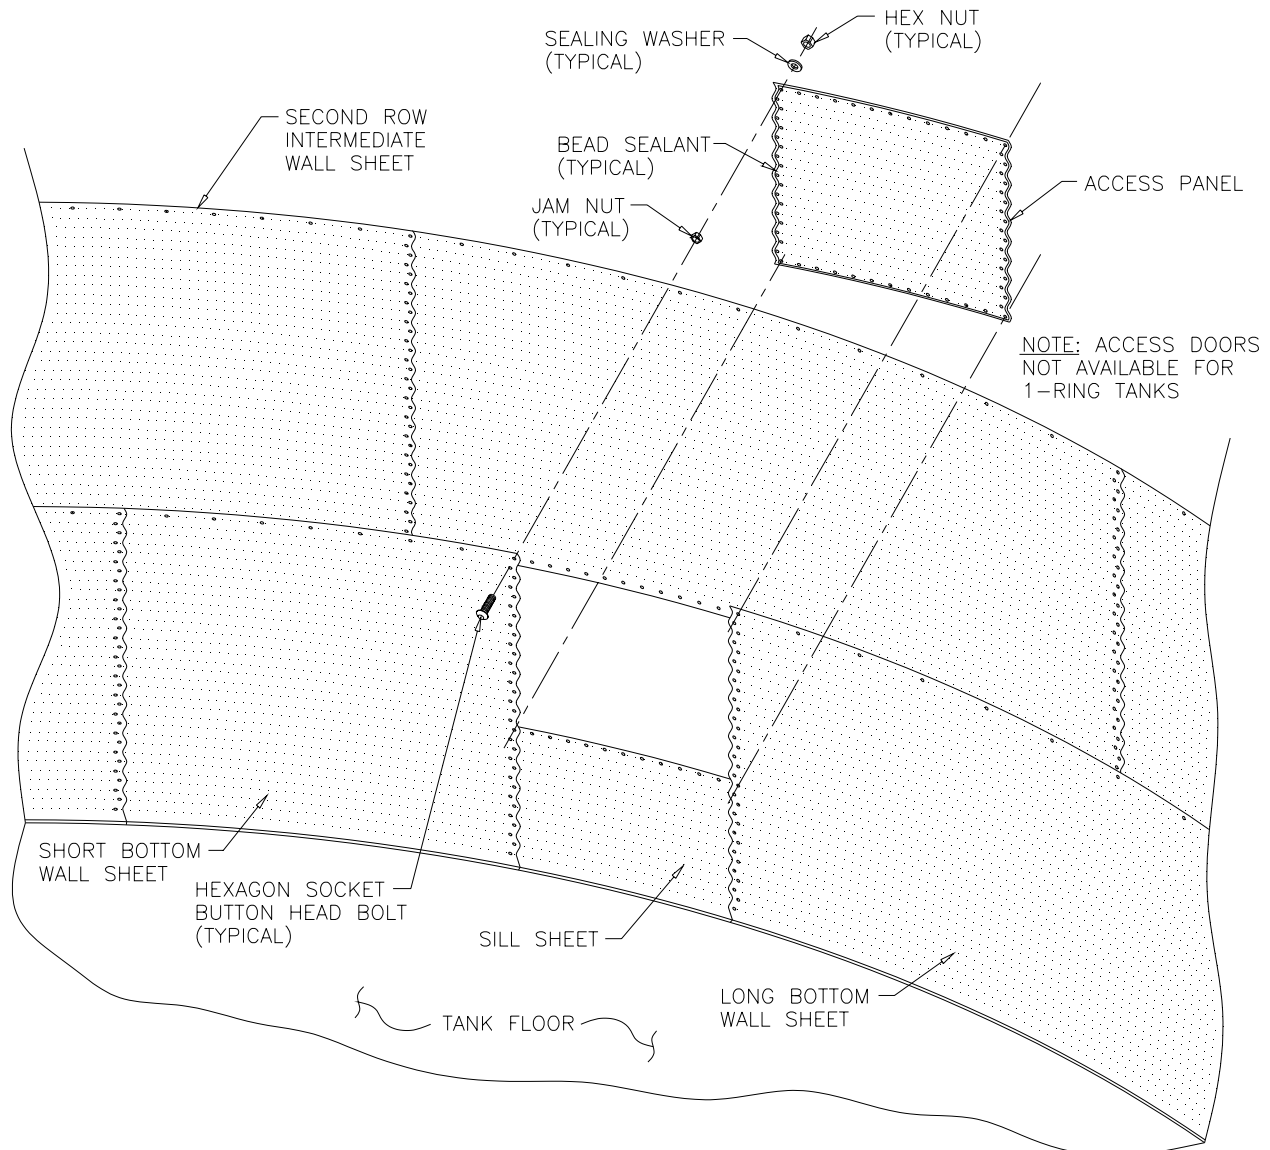 HEX NUT
(TYPICAL)
SEALING WASHER
(TYPICAL)
SECOND ROW
INTERMEDIATE
WALL SHEET
BEAD SEALANT
(TYPICAL)
ACCESS PANEL
JAM NUT
(TYPICAL)
NOTE: ACCESS DOORS
NOT AVAILABLE FOR
1-RING TANKS
SHORT BOTTOM
WALL SHEET
HEXAGON SOCKET
BUTTON HEAD BOLT
(TYPICAL)
SILL SHEET
LONG BOTTOM
WALL SHEET
TANK FLOOR